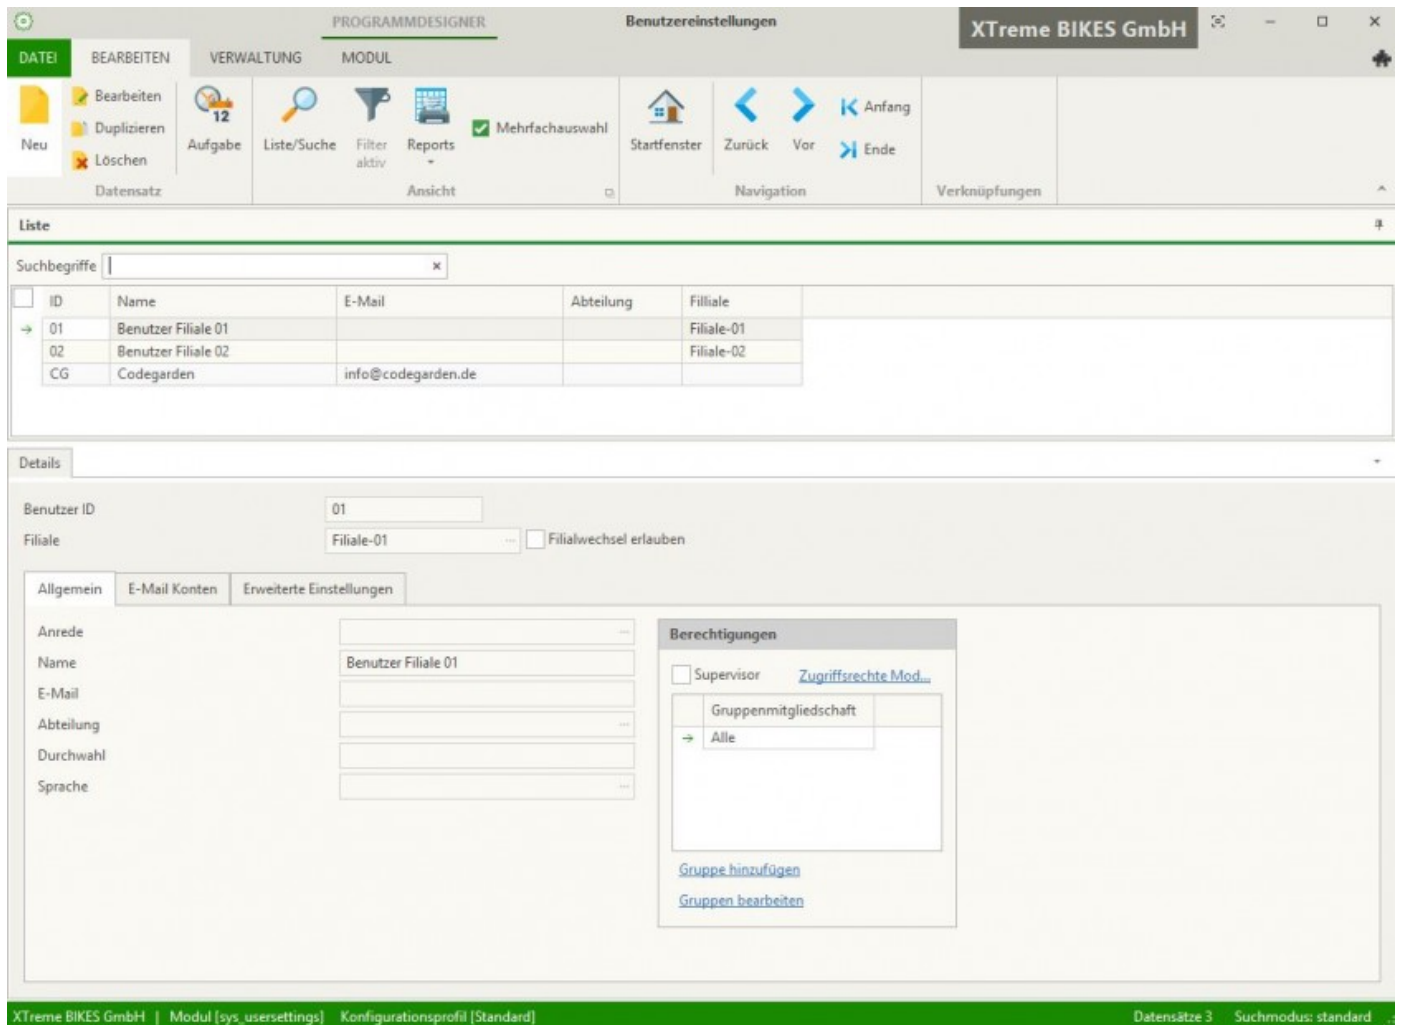 PROGRAMMDESIGNER Benutzereinstellungen XTreme BIKES GmbH
DATEI BEARBEITEN VERWALTUNG MODUL
Neu
Bearbeiten
Duplizieren
Löschen
12
Aufgabe
Liste/Suche
Filter
aktiv
Reports
Mehrfachauswahl
Startfenster
Zurück
Vor
Anfang
Ende
Datensatz Ansicht Navigation Verknüpfungen
Liste
Suchbegriffe
ID Name E-Mail Abteilung Filliale
01 Benutzer Filiale 01 Filiale-01
02 Benutzer Filiale 02 Filiale-02
CG Codegarden info@codegarden.de
Details
Benutzer ID 01
Filiale Filiale-01 ... Filialwechsel erlauben
Allgemein E-Mail Konten Erweiterte Einstellungen
Anrede ...
Name Benutzer Filiale 01
E-Mail
Abteilung ...
Durchwahl
Sprache ...
Berechtigungen
Supervisor Zugriffsrechte Mod...
Gruppenmitgliedschaft
Alle
Gruppe hinzufügen
Gruppen bearbeiten
XTreme BIKES GmbH | Modul [sys_usersettings] Konfigurationsprofil [Standard] Datensätze 3 Suchmodus: standard